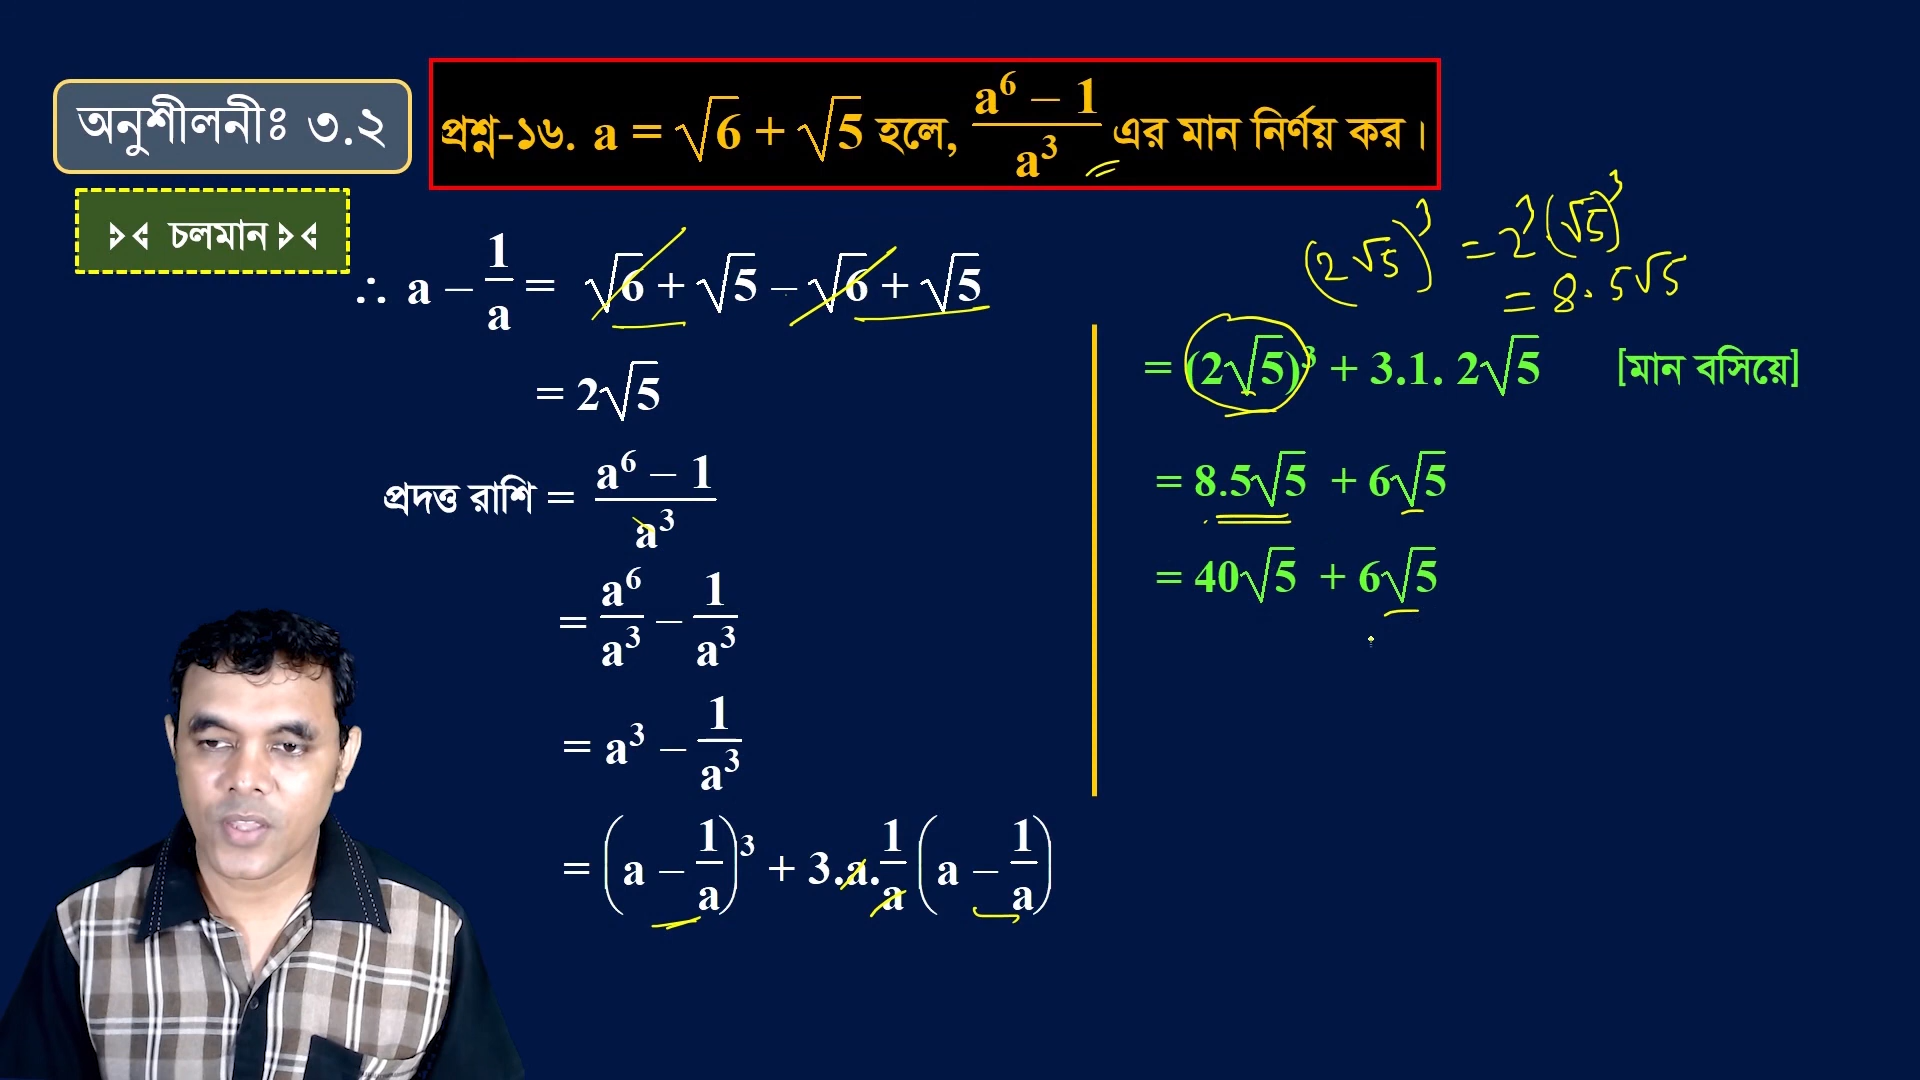 অনুশীলনীঃ ৩.২
প্রশ্ন-১৬. a = √6 + √5 হলে, (a⁶ – 1)/a³ এর মান নির্ণয় কর।
চলমান
∴ a – 1/a = √6 + √5 – √6 + √5
= 2√5
প্রদত্ত রাশি = (a⁶ – 1)/a³
= a⁶/a³ – 1/a³
= a³ – 1/a³
= (a – 1/a)³ + 3.a.1/a (a – 1/a)
(2√5)³ = 2³(√5)³
= 8. 5√5
= (2√5)³ + 3.1. 2√5 [মান বসিয়ে]
= 8.5√5 + 6√5
= 40√5 + 6√5